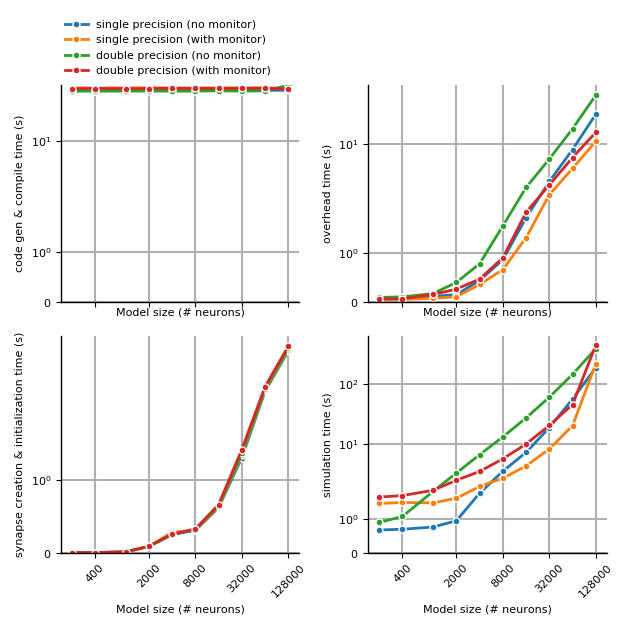 single precision (no monitor)
single precision (with monitor)
double precision (no monitor)
double precision (with monitor)
code gen & compile time (s)
10¹
10⁰
0
Model size (# neurons)
overhead time (s)
10¹
10⁰
0
Model size (# neurons)
synapse creation & initialization time (s)
10⁰
0
400
2000
8000
32000
128000
Model size (# neurons)
simulation time (s)
10²
10¹
10⁰
0
400
2000
8000
32000
128000
Model size (# neurons)